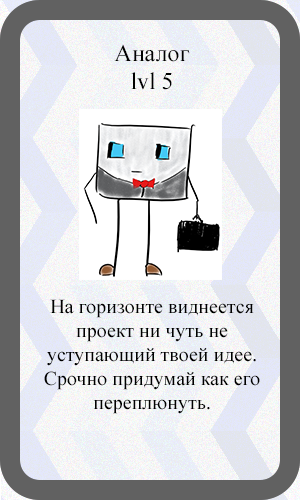 Аналог
lvl 5
На горизонте виднеется
проект ни чуть не
уступающий твоей идее.
Срочно придумай как его
переплюнуть.